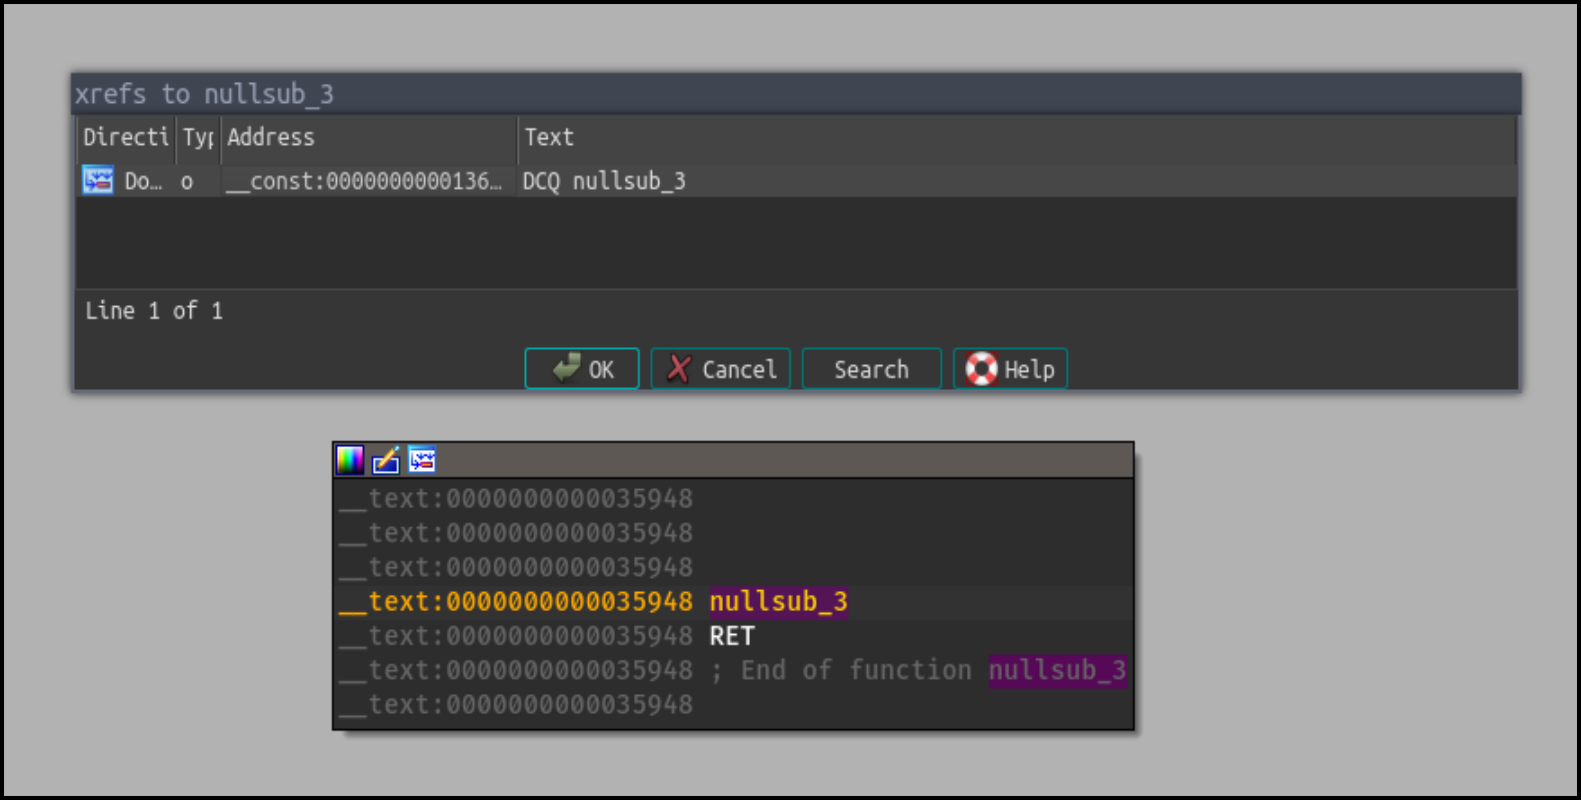 xrefs to nullsub_3
Directi Typ Address Text
Do… o __const:0000000000136… DCQ nullsub_3
Line 1 of 1
OK Cancel Search Help
__text:0000000000035948
__text:0000000000035948
__text:0000000000035948
__text:0000000000035948 nullsub_3
__text:0000000000035948 RET
__text:0000000000035948 ; End of function nullsub_3
__text:0000000000035948